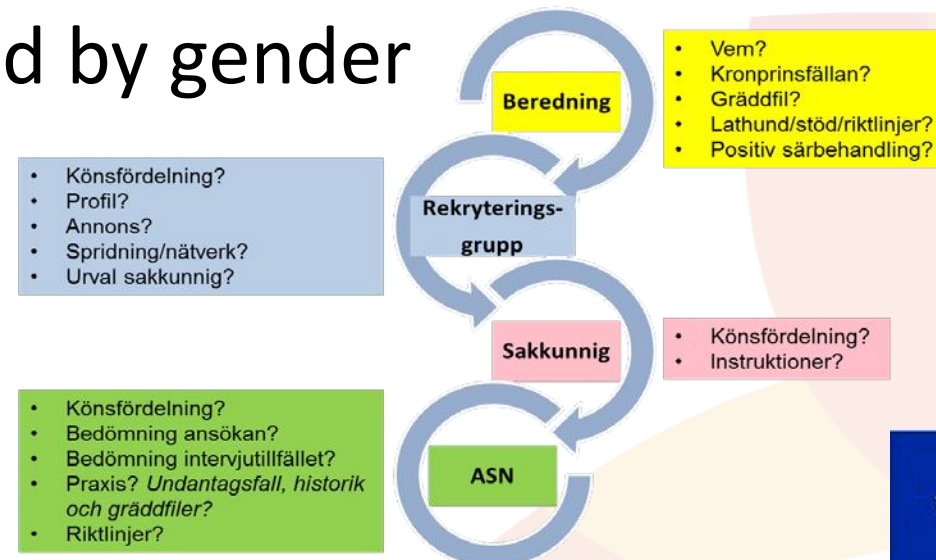 d by gender
Beredning
• Vem?
• Kronprinsfällan?
• Gräddfil?
• Lathund/stöd/riktlinjer?
• Positiv särbehandling?
• Könsfördelning?
• Profil?
• Annons?
• Spridning/nätverk?
• Urval sakkunnig?
Rekryterings-
grupp
Sakkunnig
• Könsfördelning?
• Instruktioner?
• Könsfördelning?
• Bedömning ansökan?
• Bedömning intervjutillfället?
• Praxis? Undantagsfall, historik
och gräddfiler?
• Riktlinjer?
ASN